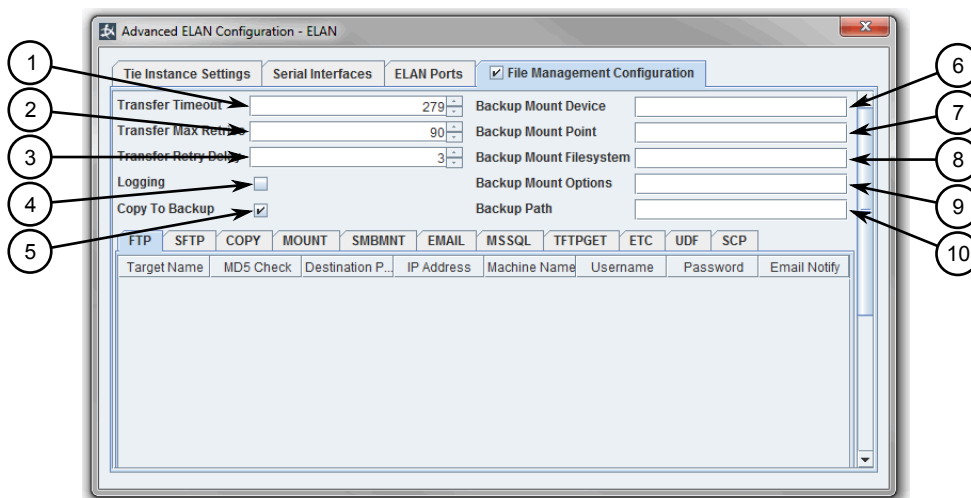 Advanced ELAN Configuration - ELAN
Tie Instance Settings Serial Interfaces ELAN Ports File Management Configuration
1 Transfer Timeout 279 Backup Mount Device 6
2 Transfer Max Retries 90 Backup Mount Point 7
3 Transfer Retry Delay 3 Backup Mount Filesystem 8
4 Logging Backup Mount Options 9
5 Copy To Backup Backup Path 10
FTP SFTP COPY MOUNT SMBMNT EMAIL MSSQL TFTPGET ETC UDF SCP
Target Name MD5 Check Destination P... IP Address Machine Name Username Password Email Notify